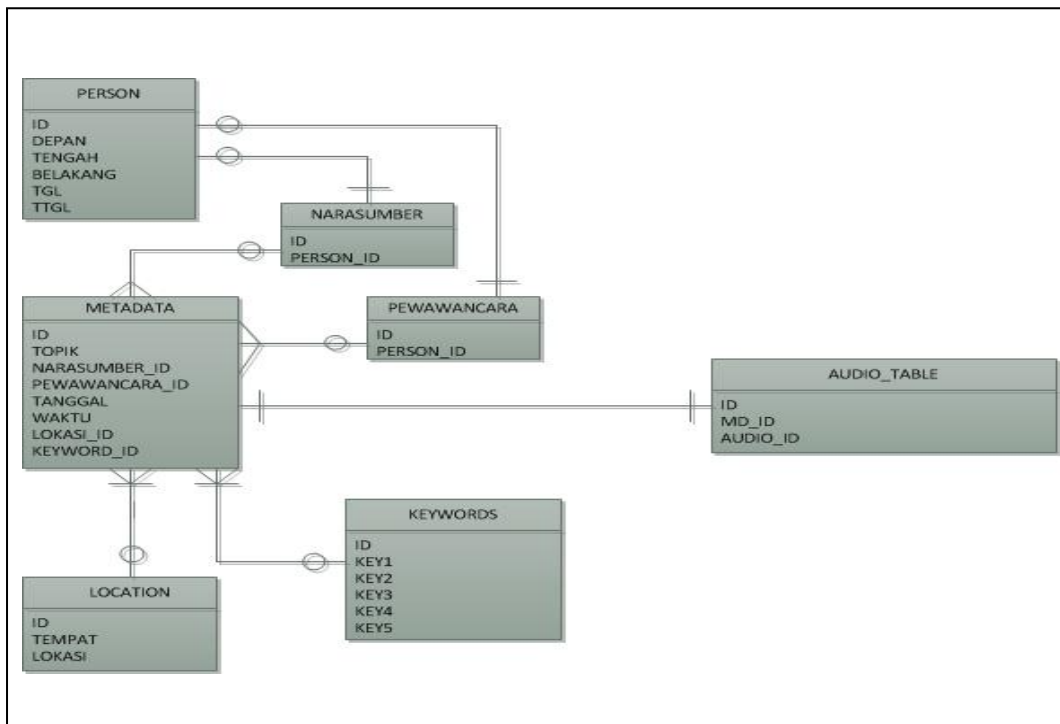 PERSON
ID
DEPAN
TENGAH
BELAKANG
TGL
TTGL
NARASUMBER
ID
PERSON_ID
METADATA
ID
TOPIK
NARASUMBER_ID
PEWAWANCARA_ID
TANGGAL
WAKTU
LOKASI_ID
KEYWORD_ID
PEWAWANCARA
ID
PERSON_ID
AUDIO_TABLE
ID
MD_ID
AUDIO_ID
KEYWORDS
ID
KEY1
KEY2
KEY3
KEY4
KEY5
LOCATION
ID
TEMPAT
LOKASI